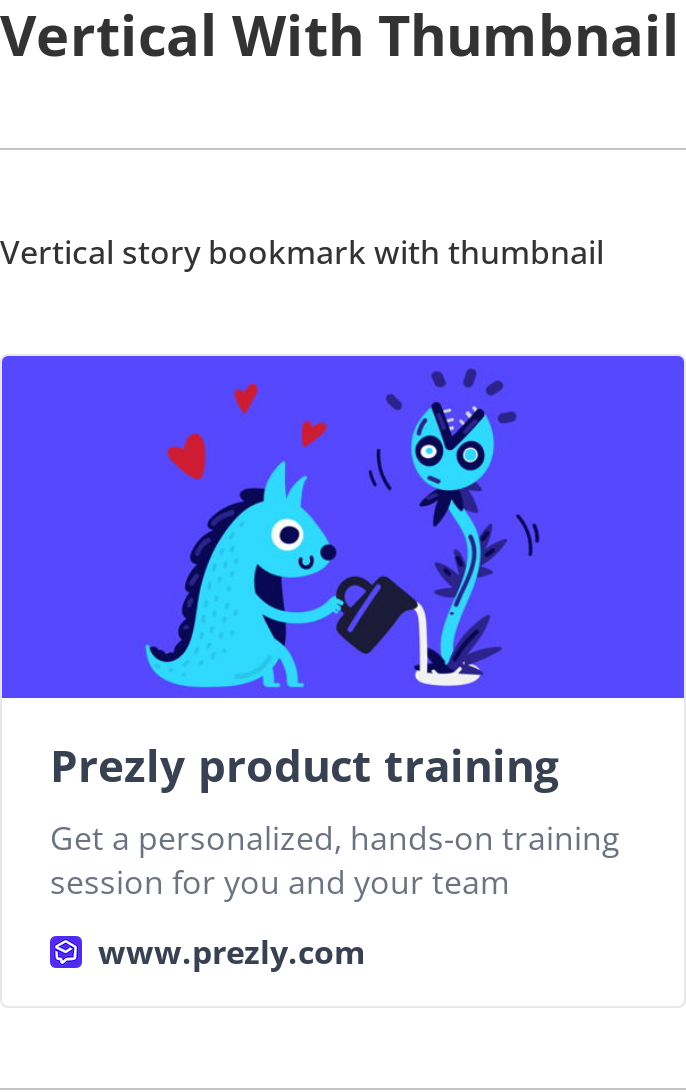 Vertical With Thumbnail
Vertical story bookmark with thumbnail
Prezly product training
Get a personalized, hands-on training
session for you and your team
www.prezly.com